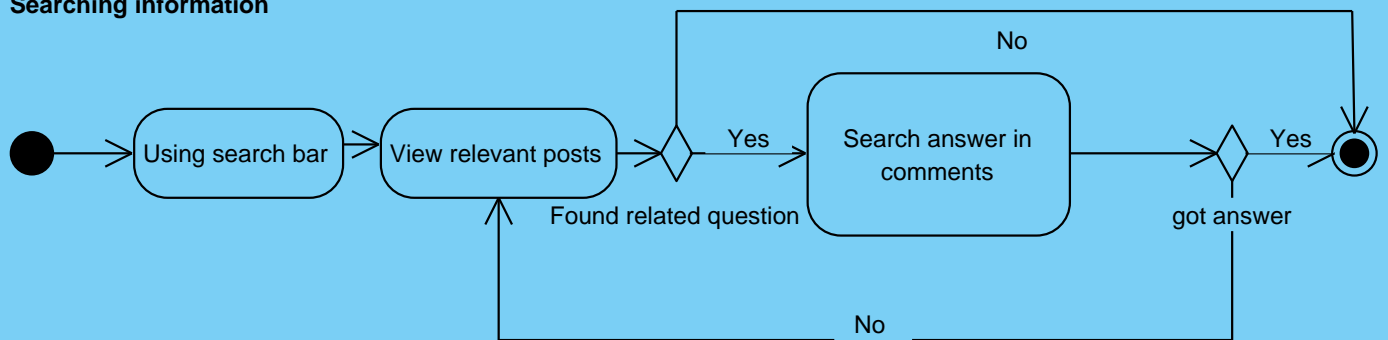 Searching information
No
Using search bar
View relevant posts
Yes
Search answer in
comments
Yes
Found related question
got answer
No